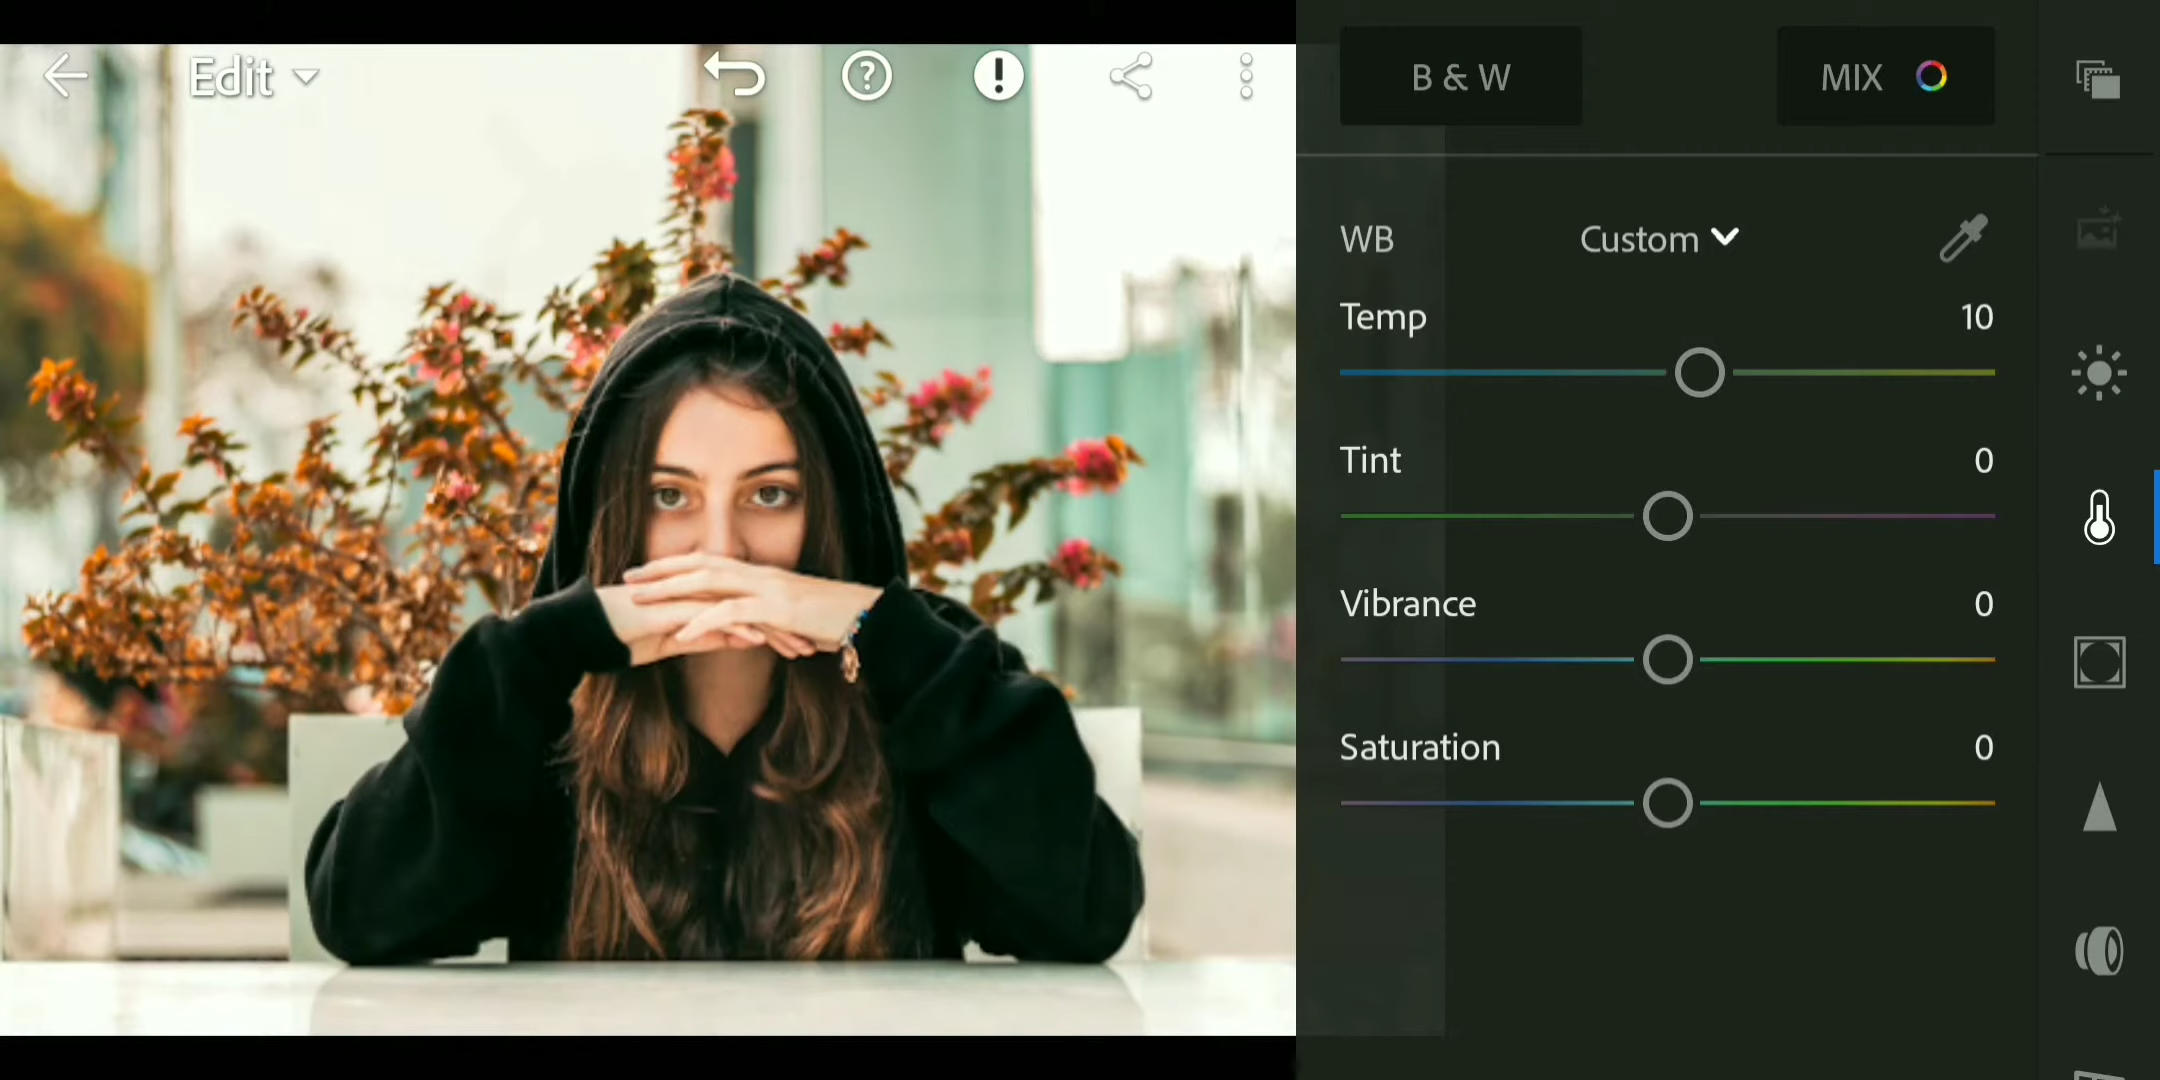 Edit
B & W
MIX
WB
Custom
Temp
10
Tint
0
Vibrance
0
Saturation
0